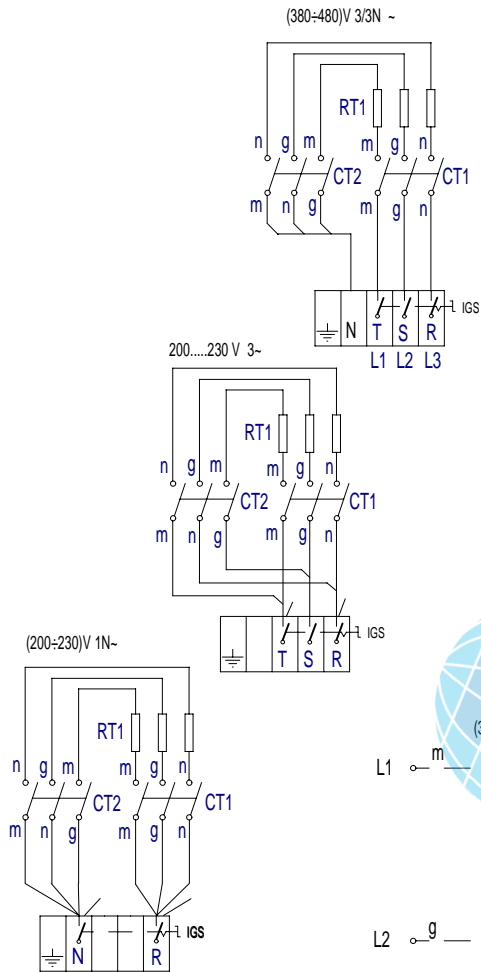 (380÷480)V 3/3N ~
RT1
n g m m g n
CT2 CT1
m n g m g n
N T S R IGS
L1 L2 L3
200.....230 V 3~
RT1
n g m m g n
CT2 CT1
m n g m g n
T S R IGS
(200÷230)V 1N~
RT1
n g m m g n
CT2 CT1
m n g m g n
N R IGS
(3
L1 m
L2 g